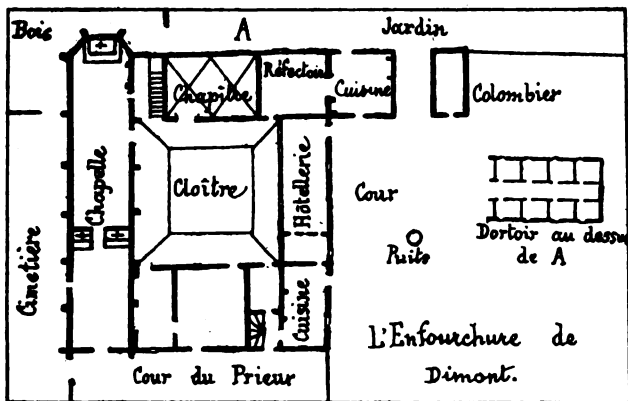 Bois
A
Jardin
Chapître
Réfectoire
Cuisine
Colombier
Chapelle
Cloître
Hôtellerie
Cour
Puits
Dortoir au dessus
de A
Cimetière
Cuisine
L'Enfourchure de
Dimont.
Cour du Prieur